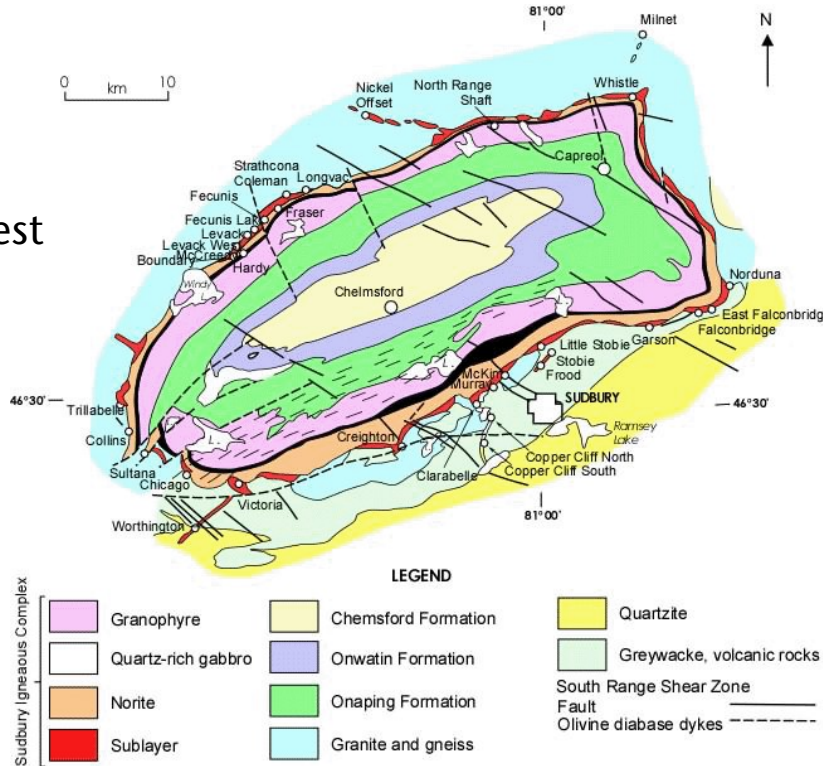 81°00'
Milnet
N
0 10
km
Nickel
Offset
North Range
Shaft
Whistle
Capreol
Strathcona
Coleman
Longvac
Fecunis
Fraser
Fecunis Lake
Levack
Levack West
McCreedy
Boundary
Hardy
Windy
est
Chelmsford
Norduna
East Falconbridge
Falconbridge
Garson
Little Stobie
Stobie
Frood
McKim
Murray
SUDBURY
46°30'
46°30'
Ramsey
Lake
Trillabelle
Collins
Sultana
Chicago
L.
L.
L.
Creighton
Clarabelle
Copper Cliff North
Copper Cliff South
Victoria
Worthington
81°00'
LEGEND
Sudbury Igneaous Complex
Granophyre
Quartz-rich gabbro
Norite
Sublayer
Chemsford Formation
Onwatin Formation
Onaping Formation
Granite and gneiss
Quartzite
Greywacke, volcanic rocks
South Range Shear Zone
Fault
Olivine diabase dykes